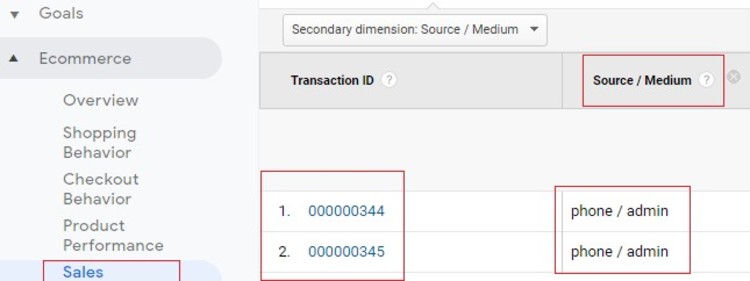 Goals
Ecommerce
Overview
Shopping
Behavior
Checkout
Behavior
Product
Performance
Sales
Secondary dimension: Source / Medium
Transaction ID ?
Source / Medium ?
1. 000000344
phone / admin
2. 000000345
phone / admin